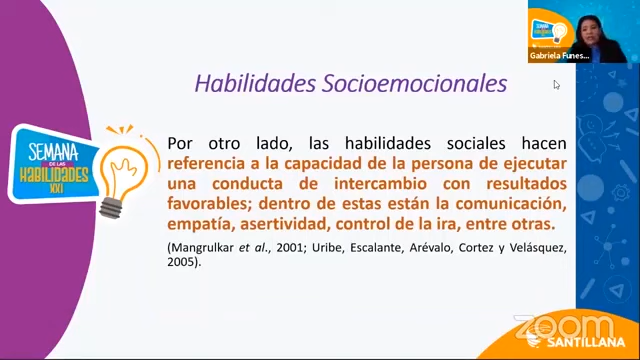 Gabriela Funes...
Habilidades Socioemocionales
SEMANA
DE LAS
HABILIDADES
XXI
Por otro lado, las habilidades sociales hacen
referencia a la capacidad de la persona de ejecutar
una conducta de intercambio con resultados
favorables; dentro de estas están la comunicación,
empatía, asertividad, control de la ira, entre otras.
(Mangrulkar et al., 2001; Uribe, Escalante, Arévalo, Cortez y Velásquez,
2005).
zoom
SANTILLANA